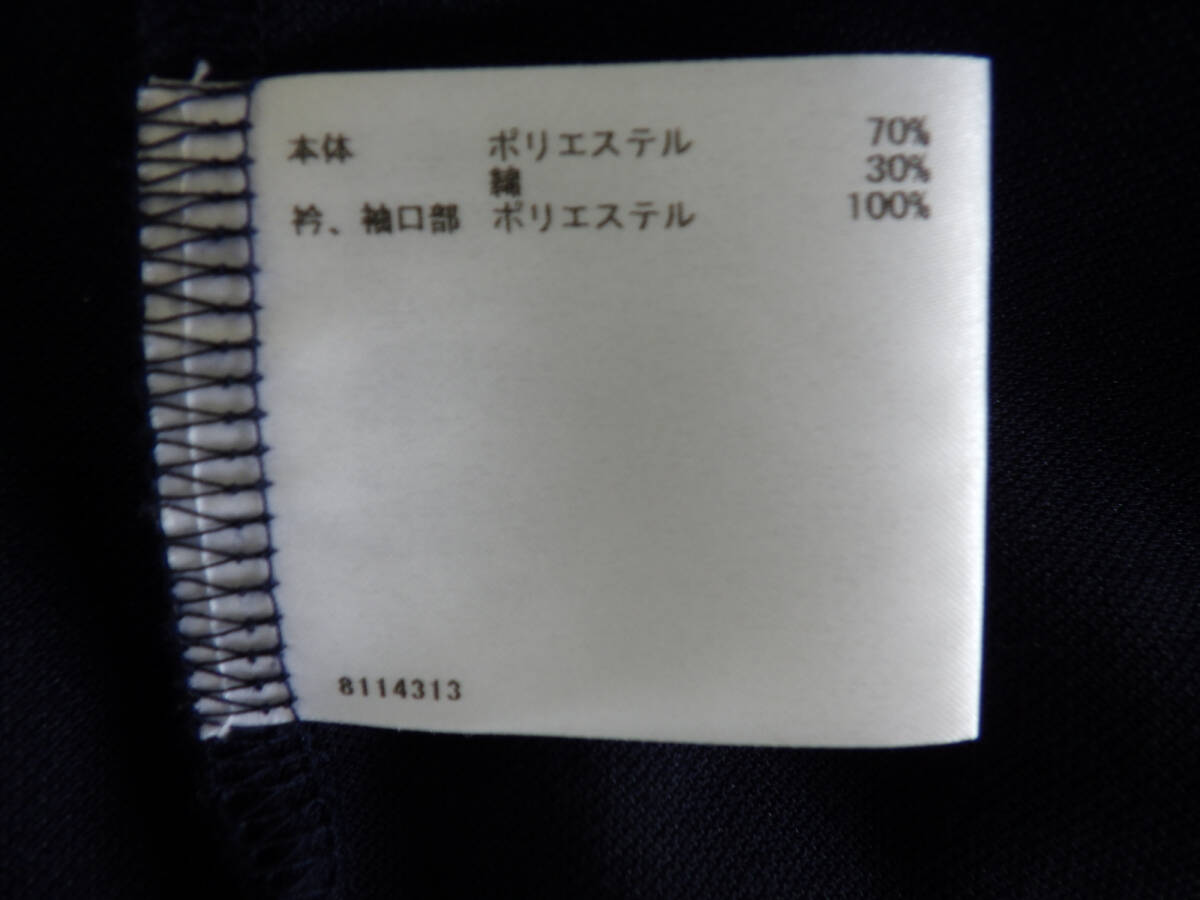 本体 ポリエステル 70%
綿 30%
衿、袖口部 ポリエステル 100%
8114313